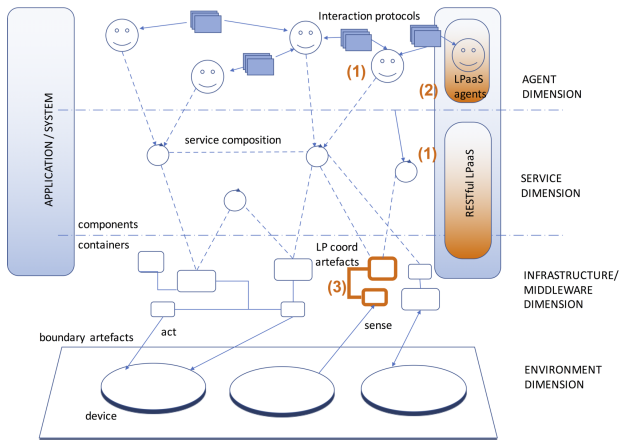 Interaction protocols
(1)
(2)
LPaaS
agents
AGENT
DIMENSION
APPLICATION / SYSTEM
service composition
(1)
RESTful LPaaS
SERVICE
DIMENSION
components
containers
LP coord
artefacts
(3)
INFRASTRUCTURE/
MIDDLEWARE
DIMENSION
act
sense
boundary artefacts
ENVIRONMENT
DIMENSION
device